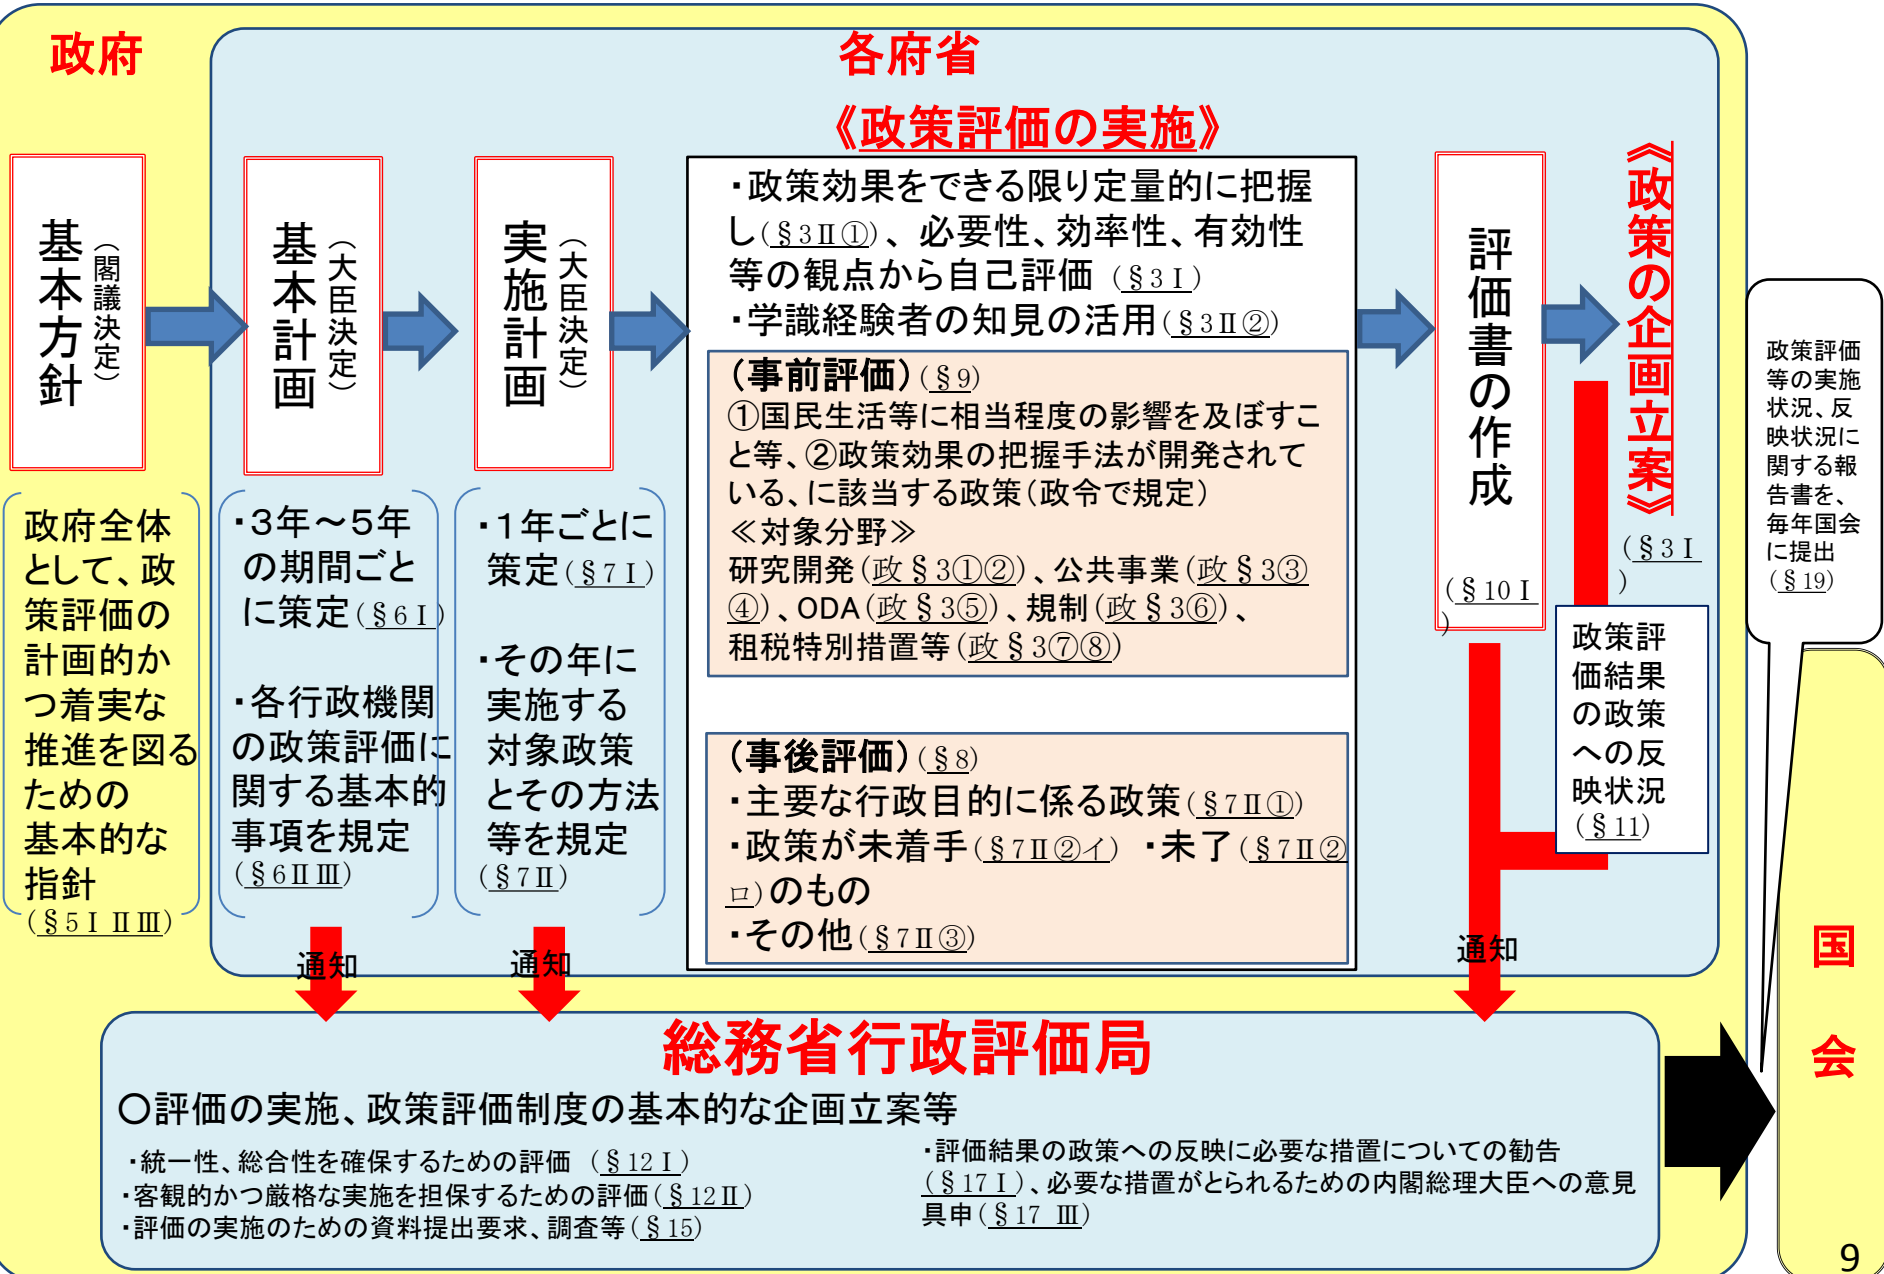 政府
各府省
《政策評価の実施》
基本方針
（閣議決定）
基本計画
（大臣決定）
実施計画
（大臣決定）
・政策効果をできる限り定量的に把握
し(§3Ⅱ①)、必要性、効率性、有効性
等の観点から自己評価 (§3Ⅰ)
・学識経験者の知見の活用(§3Ⅱ②)
（事前評価）(§9)
①国民生活等に相当程度の影響を及ぼすこ
と等、②政策効果の把握手法が開発されて
いる、に該当する政策（政令で規定）
≪対象分野≫
研究開発(政§3①②)、公共事業(政§3③
④)、ODA(政§3⑤)、規制(政§3⑥)、
租税特別措置等(政§3⑦⑧)
（事後評価）(§8)
・主要な行政目的に係る政策(§7Ⅱ①)
・政策が未着手(§7Ⅱ②イ) ・未了(§7Ⅱ②
ロ)のもの
・その他(§7Ⅱ③)
評価書の作成
(§10Ⅰ
)
《政策の企画立案》
(§3Ⅰ
)
政府全体
として、政
策評価の
計画的か
つ着実な
推進を図る
ための
基本的な
指針
(§5Ⅰ Ⅱ Ⅲ)
・3年～5年
の期間ごと
に策定(§6Ⅰ)
・各行政機関
の政策評価に
関する基本的
事項を規定
(§6Ⅱ Ⅲ)
・１年ごとに
策定(§7Ⅰ)
・その年に
実施する
対象政策
とその方法
等を規定
(§7Ⅱ)
政策評
価結果
の政策
への反
映状況
(§11)
政策評価
等の実施
状況、反
映状況に
関する報
告書を、
毎年国会
に提出
(§19)
通知
通知
通知
国
会
総務省行政評価局
○評価の実施、政策評価制度の基本的な企画立案等
・統一性、総合性を確保するための評価 (§12Ⅰ)
・客観的かつ厳格な実施を担保するための評価(§12Ⅱ)
・評価の実施のための資料提出要求、調査等(§15)
・評価結果の政策への反映に必要な措置についての勧告
(§17Ⅰ)、必要な措置がとられるための内閣総理大臣への意見
具申(§17 Ⅲ)
9